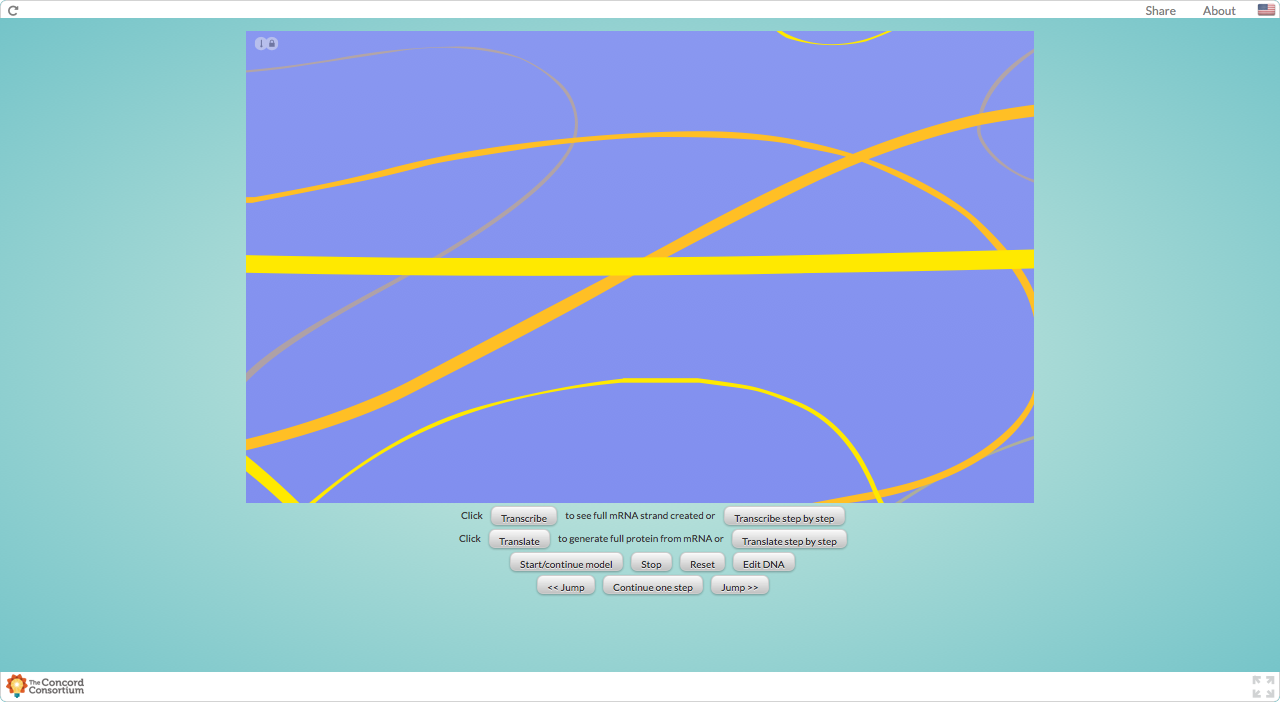 Share About
Click Transcribe to see full mRNA strand created or Transcribe step by step
Click Translate to generate full protein from mRNA or Translate step by step
Start/continue model Stop Reset Edit DNA
<< Jump Continue one step Jump >>
The Concord
Consortium